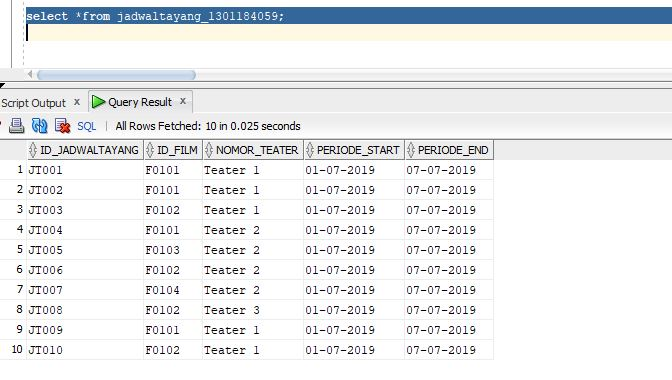 select *from jadwaltayang_1301184059;
Script Output x Query Result x
SQL | All Rows Fetched: 10 in 0.025 seconds
ID_JADWALTAYANG ID_FILM NOMOR_TEATER PERIODE_START PERIODE_END
1 JT001 F0101 Teater 1 01-07-2019 07-07-2019
2 JT002 F0101 Teater 1 01-07-2019 07-07-2019
3 JT003 F0102 Teater 1 01-07-2019 07-07-2019
4 JT004 F0101 Teater 2 01-07-2019 07-07-2019
5 JT005 F0103 Teater 2 01-07-2019 07-07-2019
6 JT006 F0102 Teater 2 01-07-2019 07-07-2019
7 JT007 F0104 Teater 2 01-07-2019 07-07-2019
8 JT008 F0102 Teater 3 01-07-2019 07-07-2019
9 JT009 F0101 Teater 1 01-07-2019 07-07-2019
10 JT010 F0102 Teater 1 01-07-2019 07-07-2019